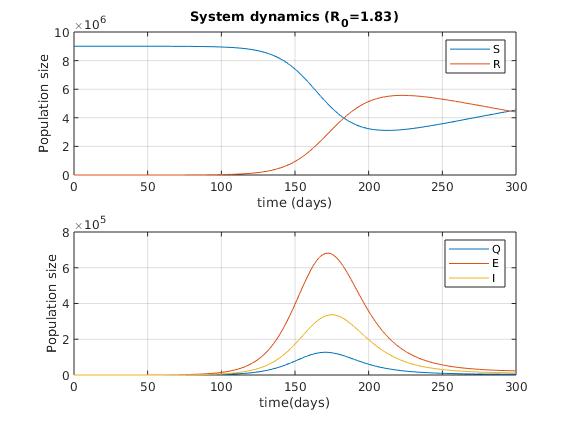 System dynamics (R0=1.83)
×10^6
10
8
6
4
2
0
Population size
S
R
0 50 100 150 200 250 300
time (days)
×10^5
8
6
4
2
0
Population size
Q
E
I
0 50 100 150 200 250 300
time(days)